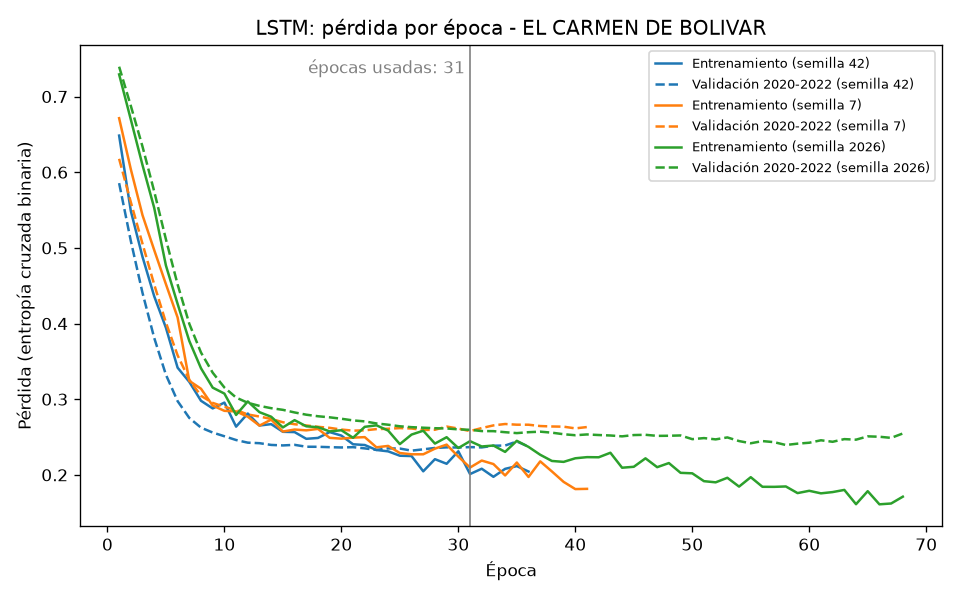 LSTM: pérdida por época - EL CARMEN DE BOLIVAR
épocas usadas: 31
Entrenamiento (semilla 42)
Validación 2020-2022 (semilla 42)
Entrenamiento (semilla 7)
Validación 2020-2022 (semilla 7)
Entrenamiento (semilla 2026)
Validación 2020-2022 (semilla 2026)
Pérdida (entropía cruzada binaria)
0.7
0.6
0.5
0.4
0.3
0.2
0 10 20 30 40 50 60 70
Época